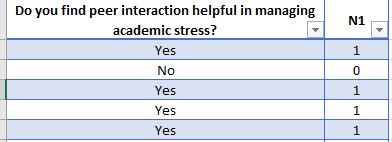 Do you find peer interaction helpful in managing
academic stress? N1
Yes 1
No 0
Yes 1
Yes 1
Yes 1